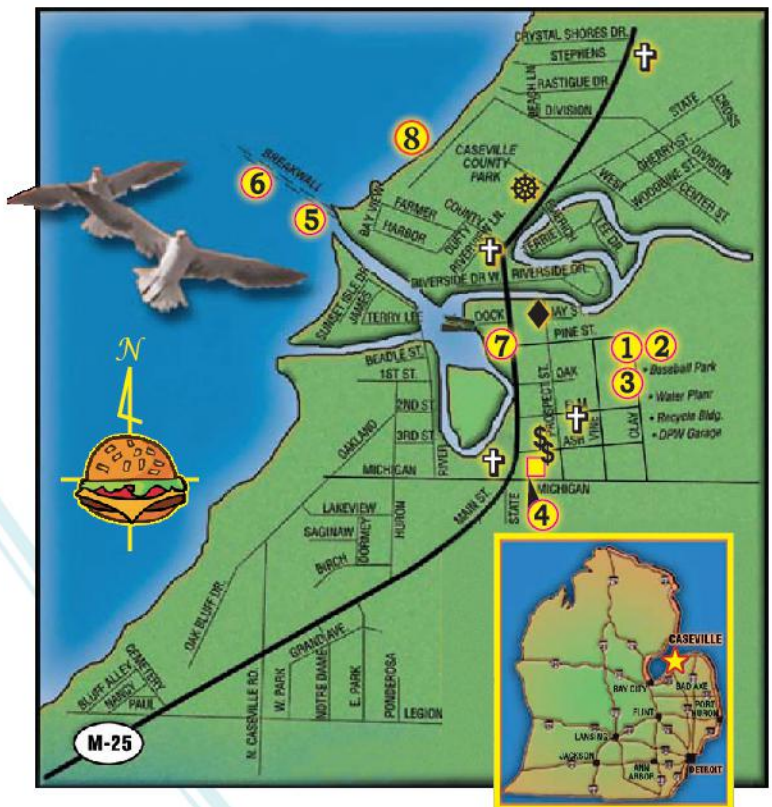 CRYSTAL SHORES DR.
STEPHENS
RASTIGUE DR.
BEACH LN
DIVISION
STATE
CROSS
CHERRY ST.
DIVISION
WEST
WOODBINE ST.
CENTER ST.
CASEVILLE
COUNTY
PARK
8
BREAKWALL
6
5
BAY VIEW
FARMER
HARBOR
COUNTY
DUFTY
RIVERVIEW
LN.
LEE DR.
RIVERSIDE DR W
RIVERSIDE DR.
SUNSET ISLE DR
JAMES
TERRY LEE
DOCK
PINE ST.
N
7
1
2
3
• Baseball Park
• Water Plant
• Recycle Bldg.
• DPW Garage
BEADLE ST.
1ST ST.
2ND ST
3RD ST
OAK
ELM
ASH
PROSPECT ST.
VINE
CLAY
$
$
OAKLAND
MICHIGAN
RIVER
MICHIGAN
4
STATE
MAIN ST.
LAKEVIEW
SAGINAW
DORMEY
HURON
BIRCH
OAK BLUFF DR.
GRAND AVE
CEMETERY
BLUFF ALLEY
NANCY
PAUL
N. CASEVILLE RD
W. PARK
NOTRE DAME
E. PARK
PONDEROSA
LEGION
M-25
CASEVILLE
BAY CITY
BAD AXE
PORT
HURON
FLINT
LANSING
JACKSON
ANN
ARBOR
DETROIT